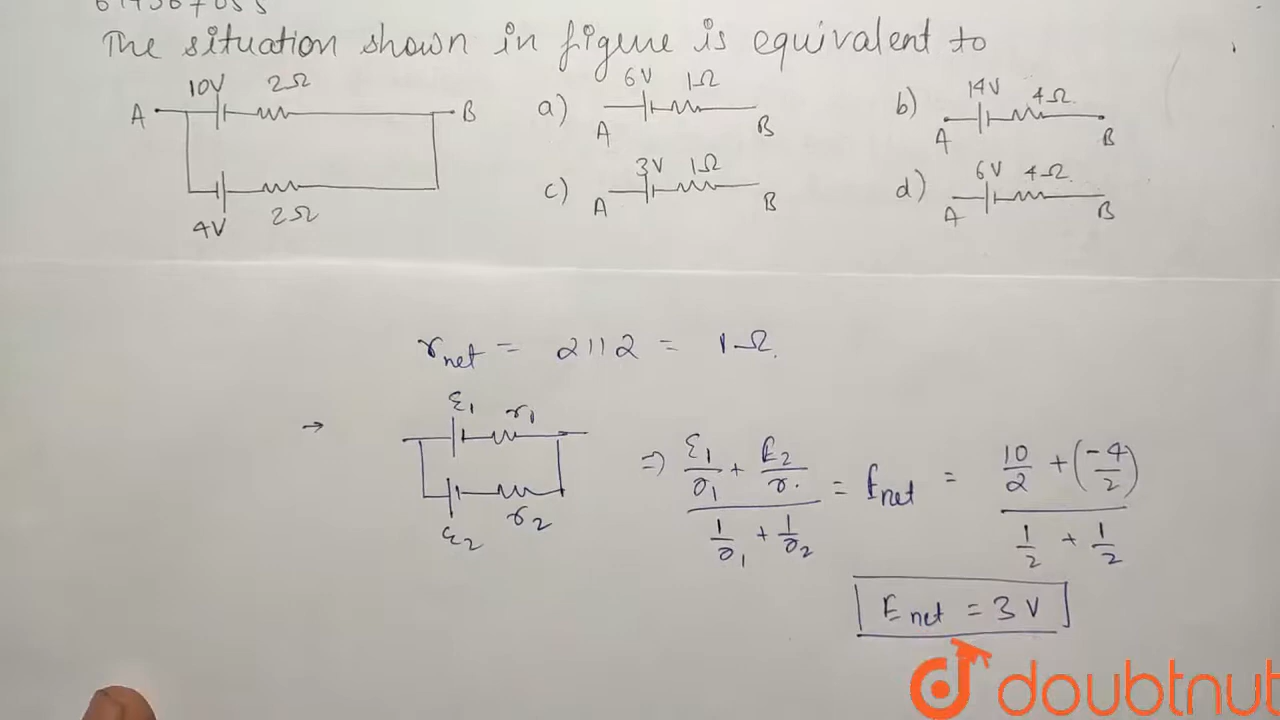 The situation shown in figure is equivalent to
10V 2Ω
A B
4V 2Ω
a) 6V 1Ω
A B
b) 14V 4Ω
A B
c) 3V 1Ω
A B
d) 6V 4Ω
A B
r_net = 2||2 = 1Ω
→ ε1 r1
ε2 r2
⇒ (ε1/r1 + E2/r.) / (1/r1 + 1/r2) = E_net = (10/2 + (-4/2)) / (1/2 + 1/2)
E_net = 3V
doubtnut